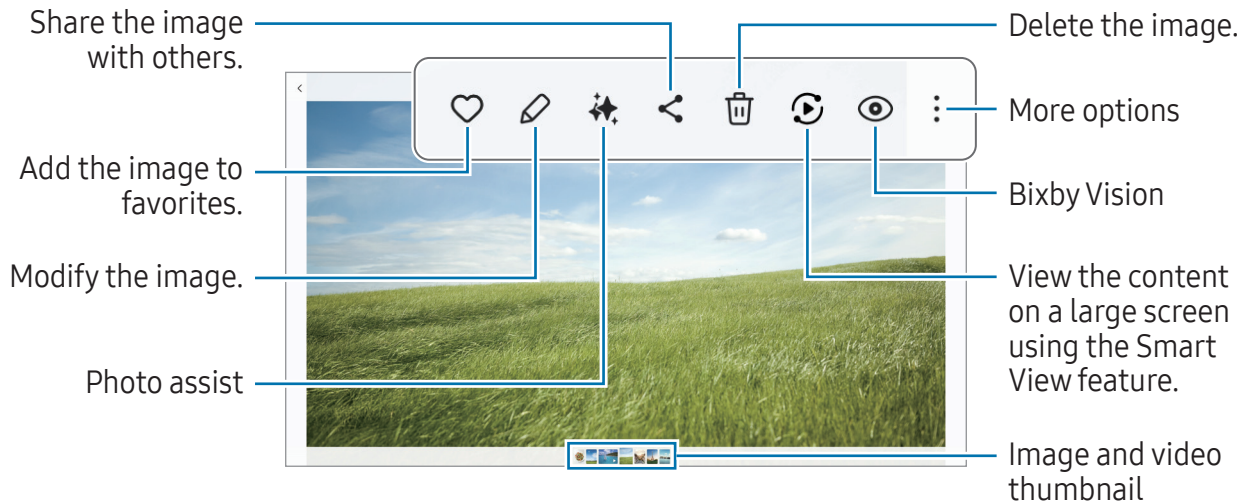 Share the image
with others.
Add the image to
favorites.
Modify the image.
Photo assist
Delete the image.
More options
Bixby Vision
View the content
on a large screen
using the Smart
View feature.
Image and video
thumbnail